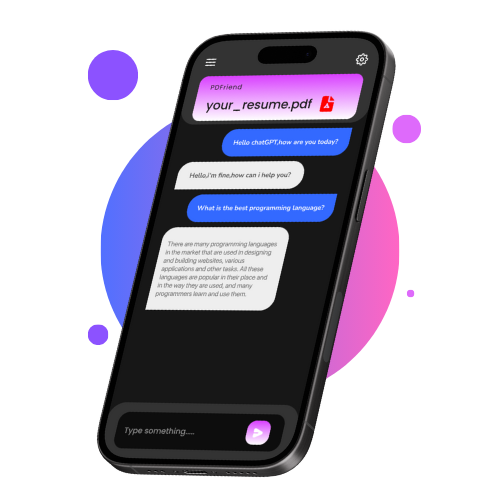 PDFriend
your_resume.pdf
Hello chatGPT,how are you today?
Hello,i'm fine,how can i help you?
What is the best programming language?
There are many programming languages
in the market that are used in designing
and building websites, various
applications and other tasks. All these
languages are popular in their place and
in the way they are used, and many
programmers learn and use them.
Type something.....